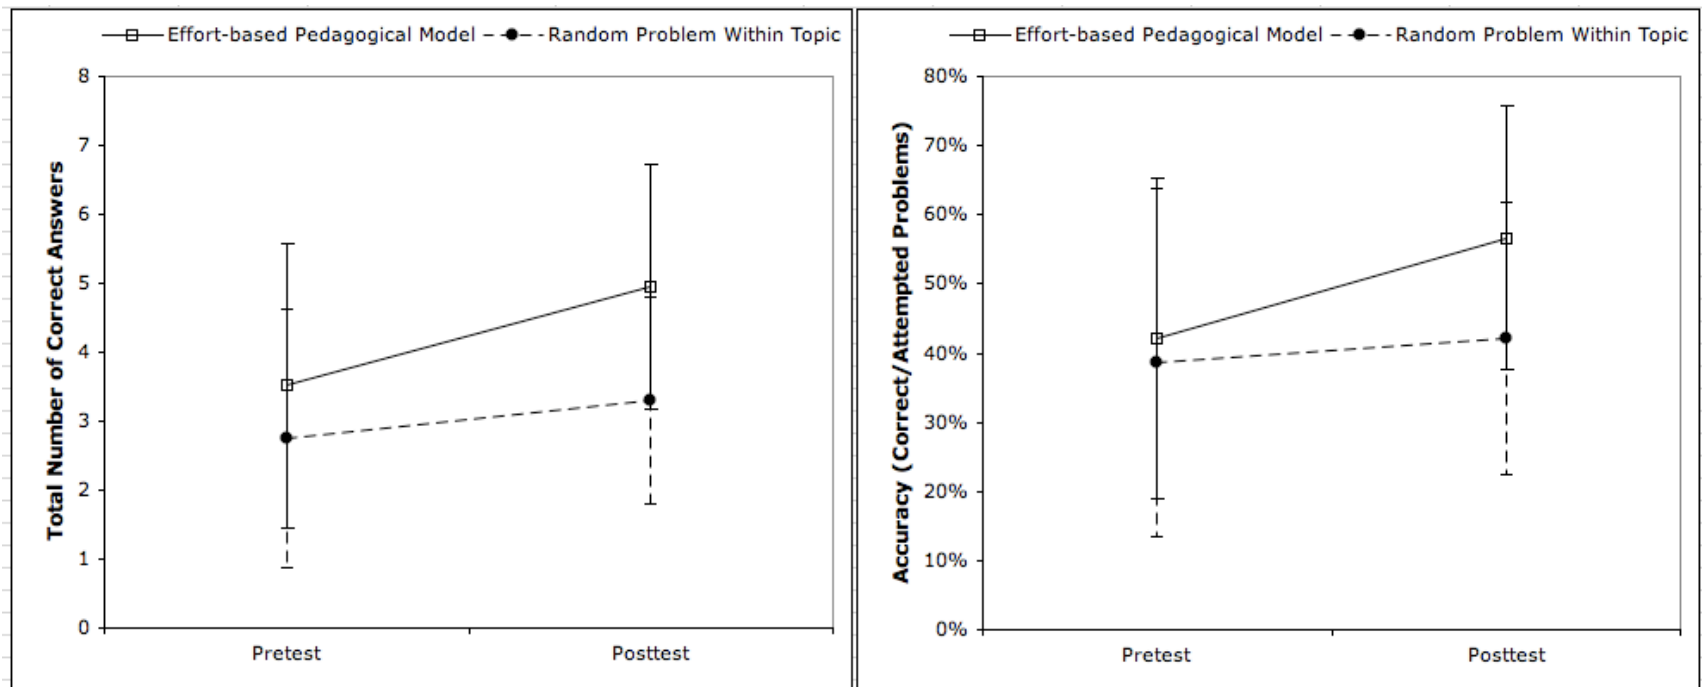 Effort-based Pedagogical Model
Random Problem Within Topic
Total Number of Correct Answers
8
7
6
5
4
3
2
1
0
Pretest
Posttest
Effort-based Pedagogical Model
Random Problem Within Topic
Accuracy (Correct/Attempted Problems)
80%
70%
60%
50%
40%
30%
20%
10%
0%
Pretest
Posttest